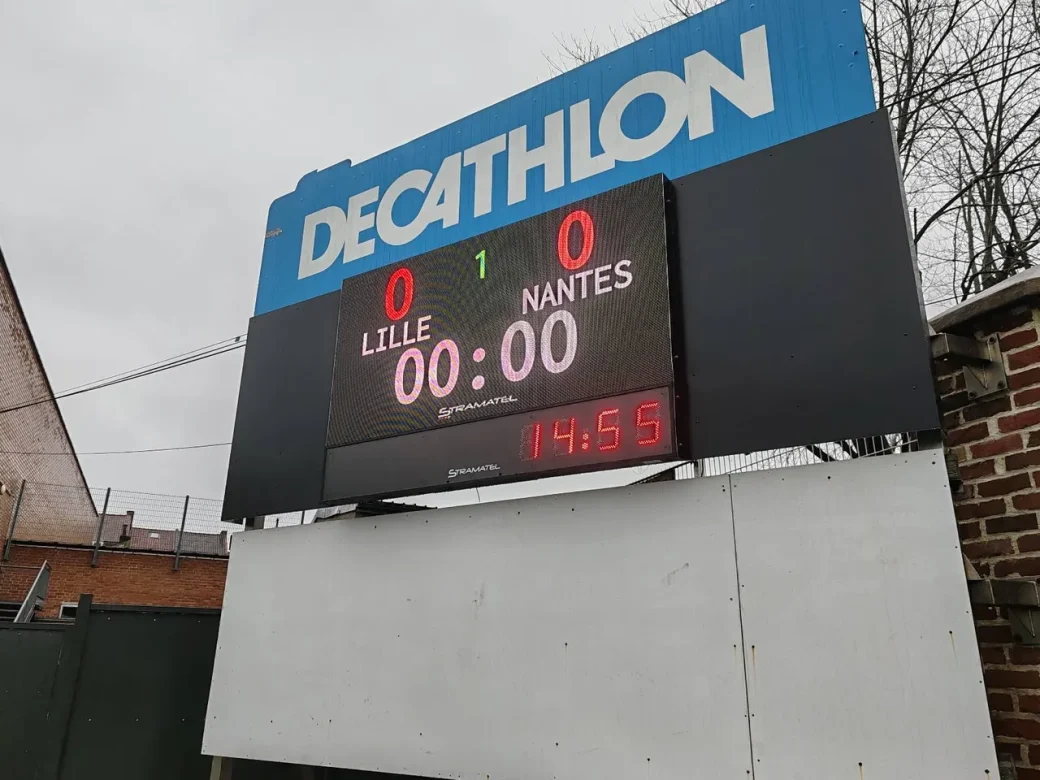 DECATHLON
0 1 0
LILLE NANTES
00:00
STRAMATEL
14:55
STRAMATEL